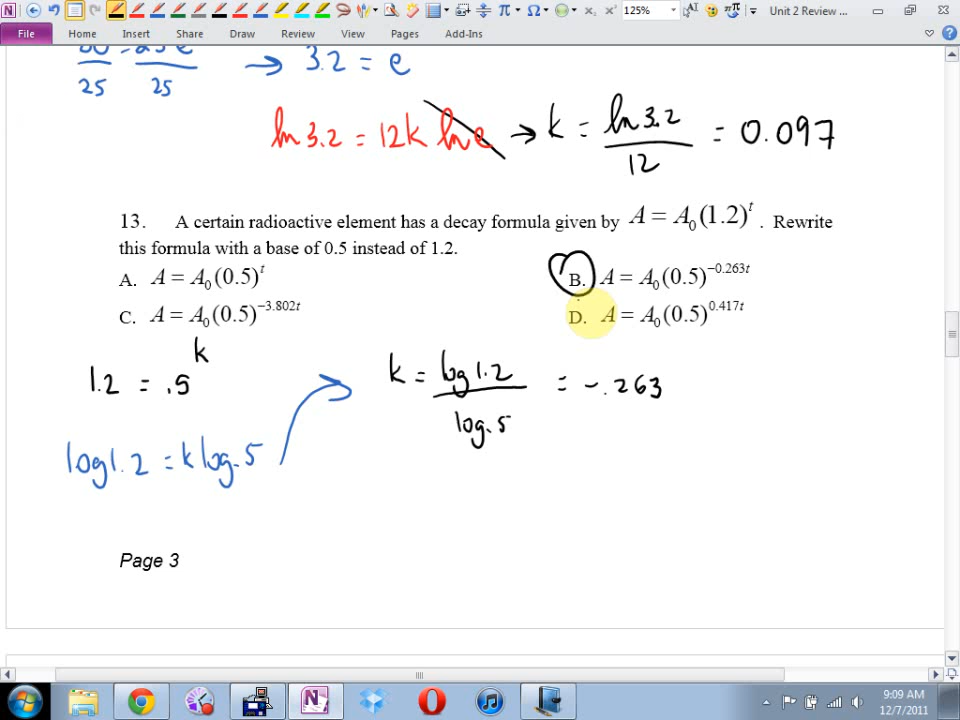 125%
Unit 2 Review ...
File Home Insert Share Draw Review View Pages Add-Ins
25 25 → 3.2 = e
ln 3.2 = 12k ln e → k = ln 3.2 / 12 = 0.097
13. A certain radioactive element has a decay formula given by A = A₀(1.2)^t . Rewrite
this formula with a base of 0.5 instead of 1.2.
A. A = A₀(0.5)^t B. A = A₀(0.5)^−0.263t
C. A = A₀(0.5)^−3.802t D. A = A₀(0.5)^0.417t
1.2 = .5^k
k = log 1.2 / log .5 = -.263
log 1.2 = k log .5
Page 3
9:09 AM
12/7/2011